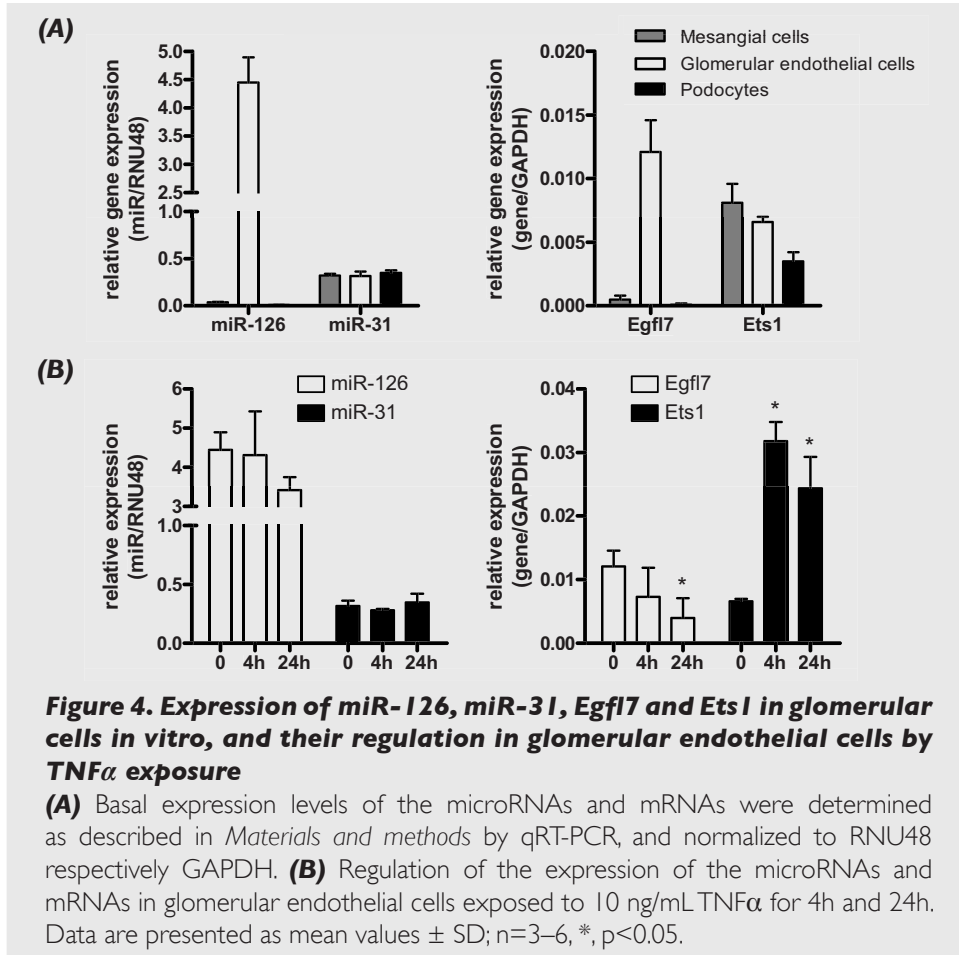 (A)
relative gene expression
(miR/RNU48)
5.0
4.5
4.0
3.5
3.0
2.5
1.0
0.5
0.0
miR-126 miR-31
relative gene expression
(gene/GAPDH)
0.020
0.015
0.010
0.005
0.000
Egfl7 Ets1
Mesangial cells
Glomerular endothelial cells
Podocytes
(B)
relative expression
(miR/RNU48)
6
5
4
3
1.0
0.5
0.0
miR-126
miR-31
0 4h 24h 0 4h 24h
relative expression
(gene/GAPDH)
0.04
0.03
0.02
0.01
0.00
Egfl7
Ets1
* * *
0 4h 24h 0 4h 24h
Figure 4. Expression of miR-126, miR-31, Egfl7 and Ets1 in glomerular
cells in vitro, and their regulation in glomerular endothelial cells by
TNFα exposure
(A) Basal expression levels of the microRNAs and mRNAs were determined
as described in Materials and methods by qRT-PCR, and normalized to RNU48
respectively GAPDH. (B) Regulation of the expression of the microRNAs and
mRNAs in glomerular endothelial cells exposed to 10 ng/mL TNFα for 4h and 24h.
Data are presented as mean values ± SD; n=3–6, *, p<0.05.